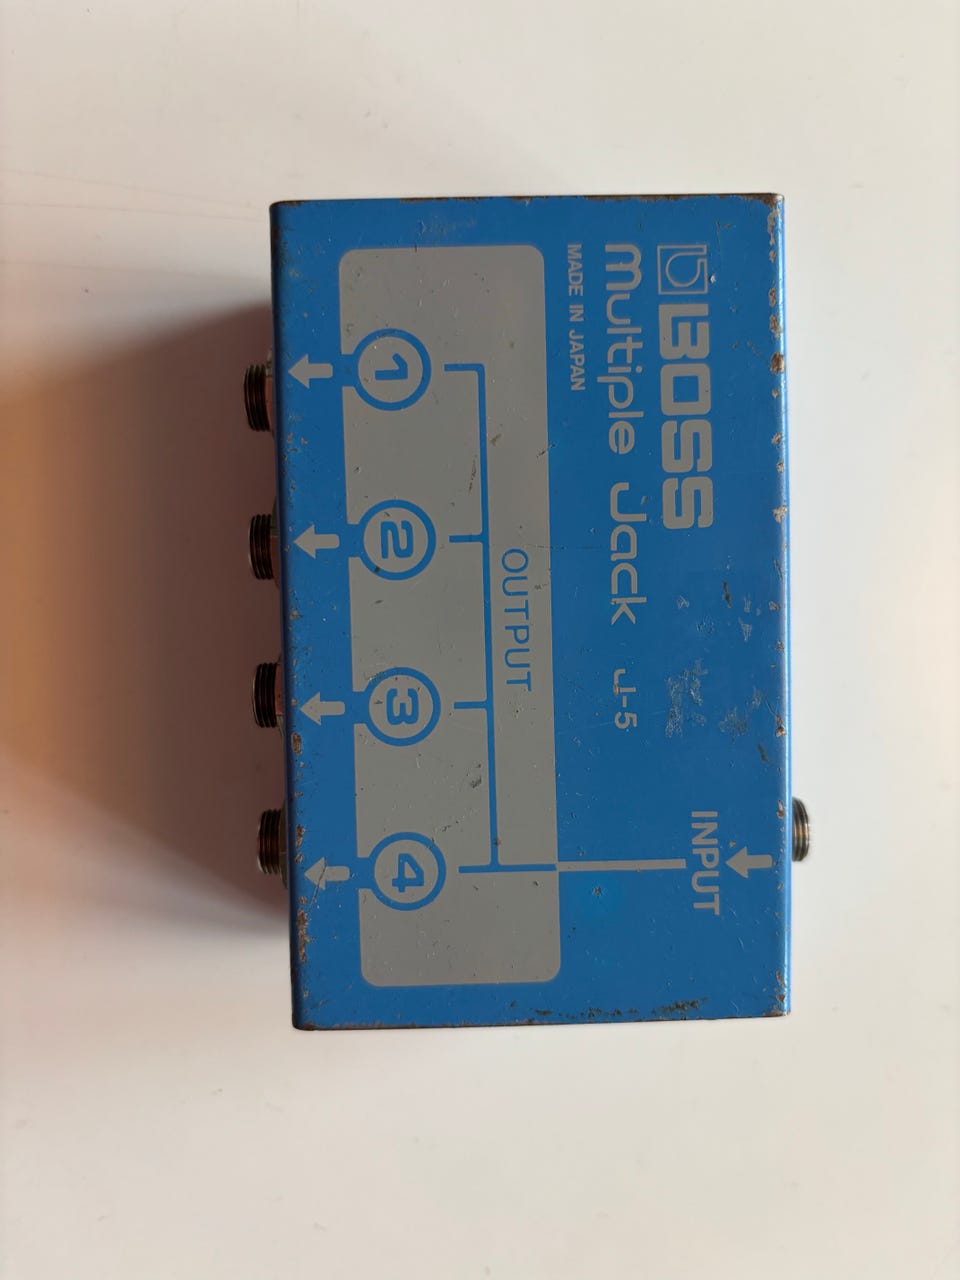 BOSS
Multiple Jack J-5
MADE IN JAPAN
INPUT
OUTPUT
1
2
3
4